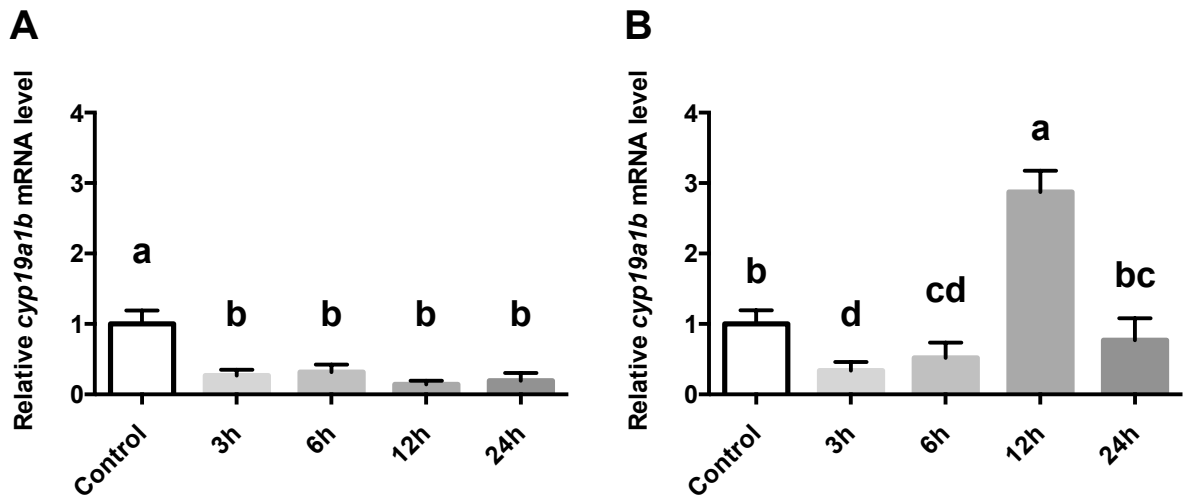 A
Relative cyp19a1b mRNA level
4
3
2
1
0
a
b
b
b
b
Control
3h
6h
12h
24h
B
Relative cyp19a1b mRNA level
4
3
2
1
0
b
d
cd
a
bc
Control
3h
6h
12h
24h